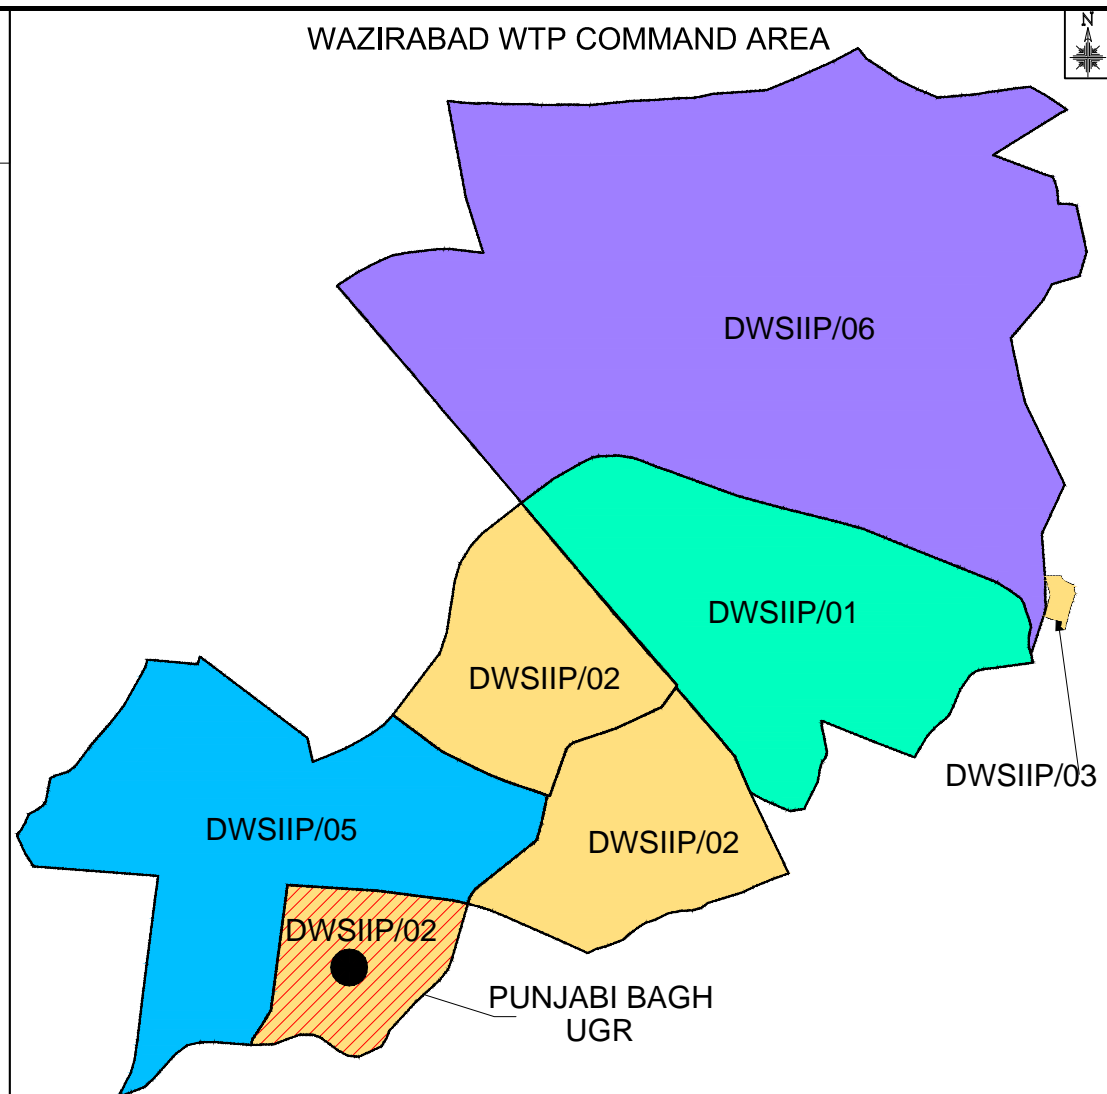 WAZIRABAD WTP COMMAND AREA
N
DWSIIP/06
DWSIIP/01
DWSIIP/02
DWSIIP/03
DWSIIP/05
DWSIIP/02
DWSIIP/02
PUNJABI BAGH
UGR